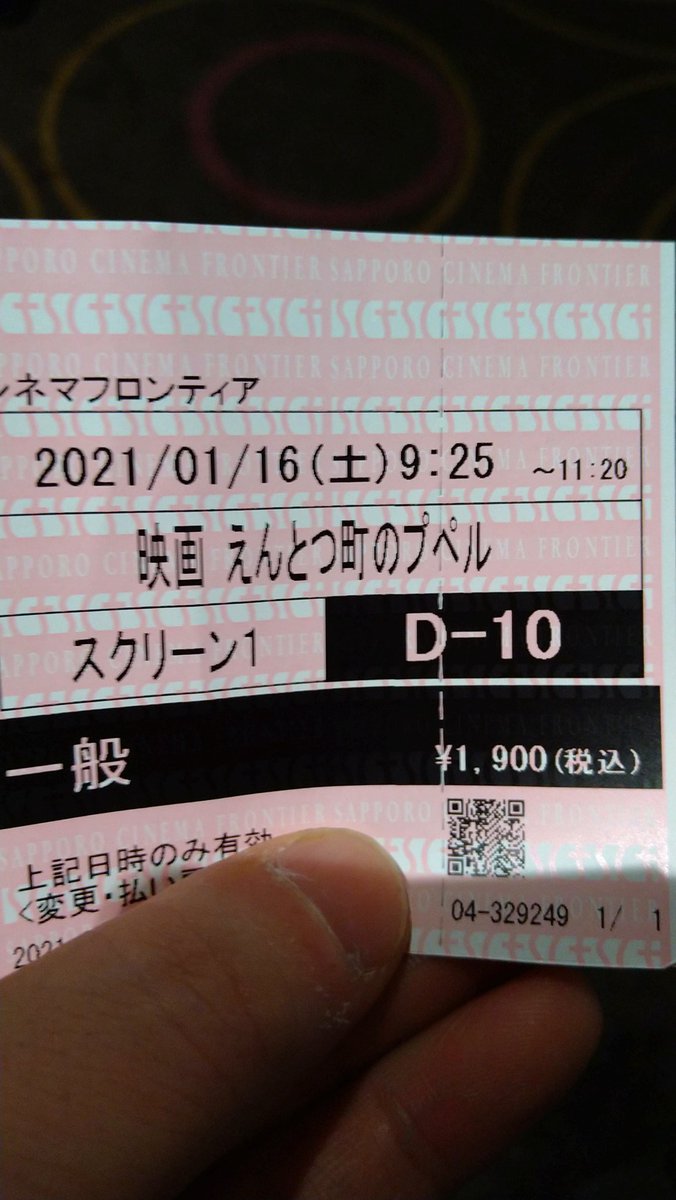 SAPPORO CINEMA FRONTIER SAPPORO CINEMA FRONTIER
シネマフロンティア
2021/01/16(土) 9:25 ~11:20
映画 えんとつ町のプペル
スクリーン1 D-10
一般 ¥1,900(税込)
上記日時のみ有効
<変更・払い
2021
04-329249 1/ 1